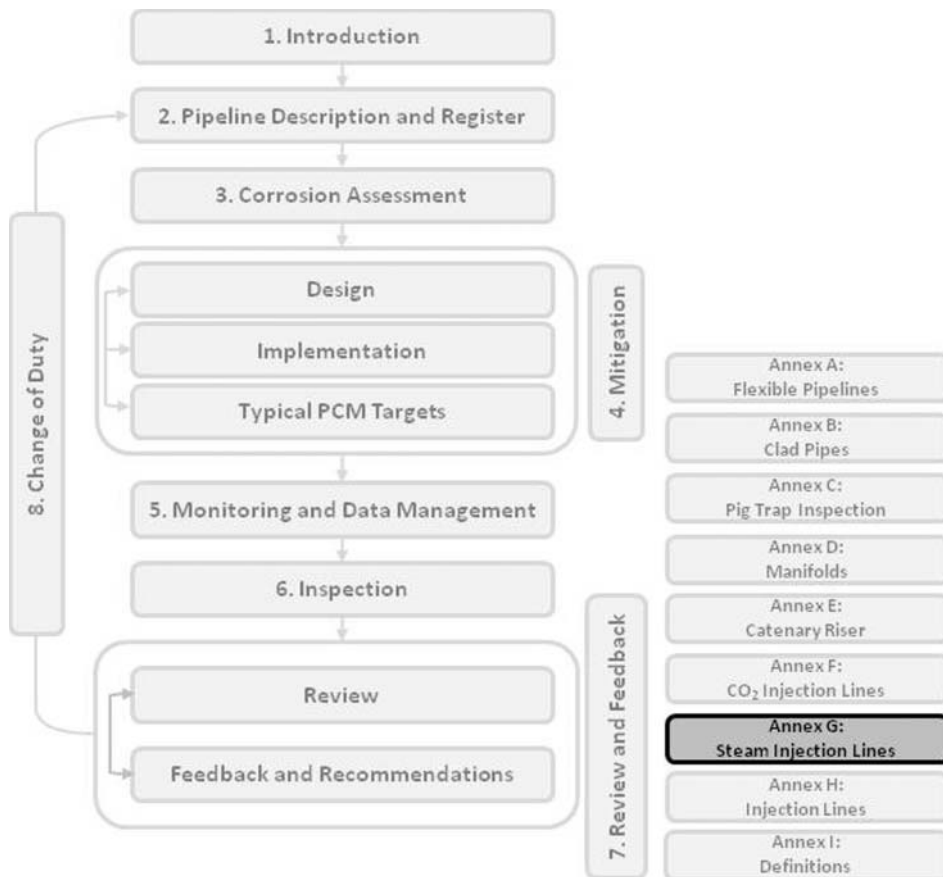 1. Introduction
2. Pipeline Description and Register
3. Corrosion Assessment
Design
Implementation
Typical PCM Targets
4. Mitigation
5. Monitoring and Data Management
6. Inspection
Review
Feedback and Recommendations
7. Review and Feedback
8. Change of Duty
Annex A:
Flexible Pipelines
Annex B:
Clad Pipes
Annex C:
Pig Trap Inspection
Annex D:
Manifolds
Annex E:
Catenary Riser
Annex F:
CO₂ Injection Lines
Annex G:
Steam Injection Lines
Annex H:
Injection Lines
Annex I:
Definitions